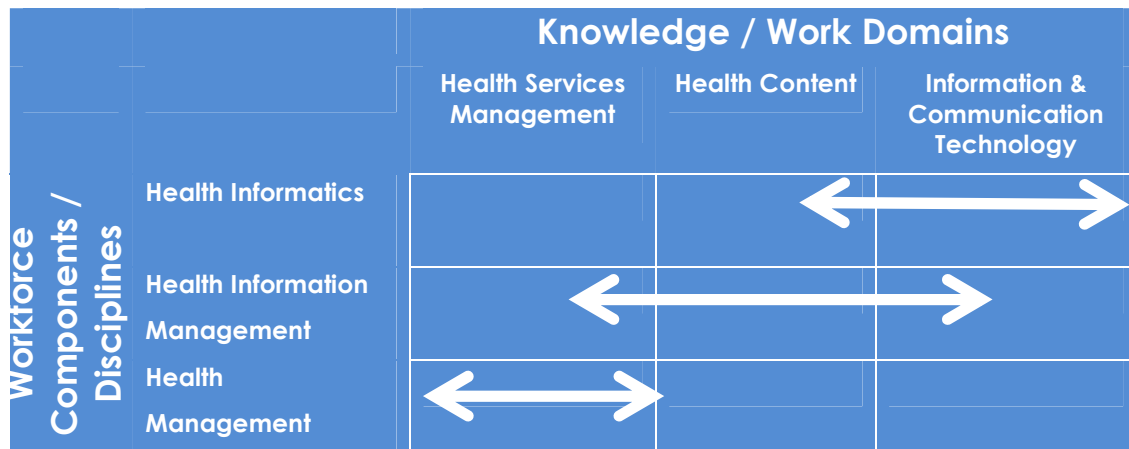 Knowledge / Work Domains
Health Services
Management
Health Content
Information &
Communication
Technology
Workforce
Components /
Disciplines
Health Informatics
Health Information
Management
Health
Management